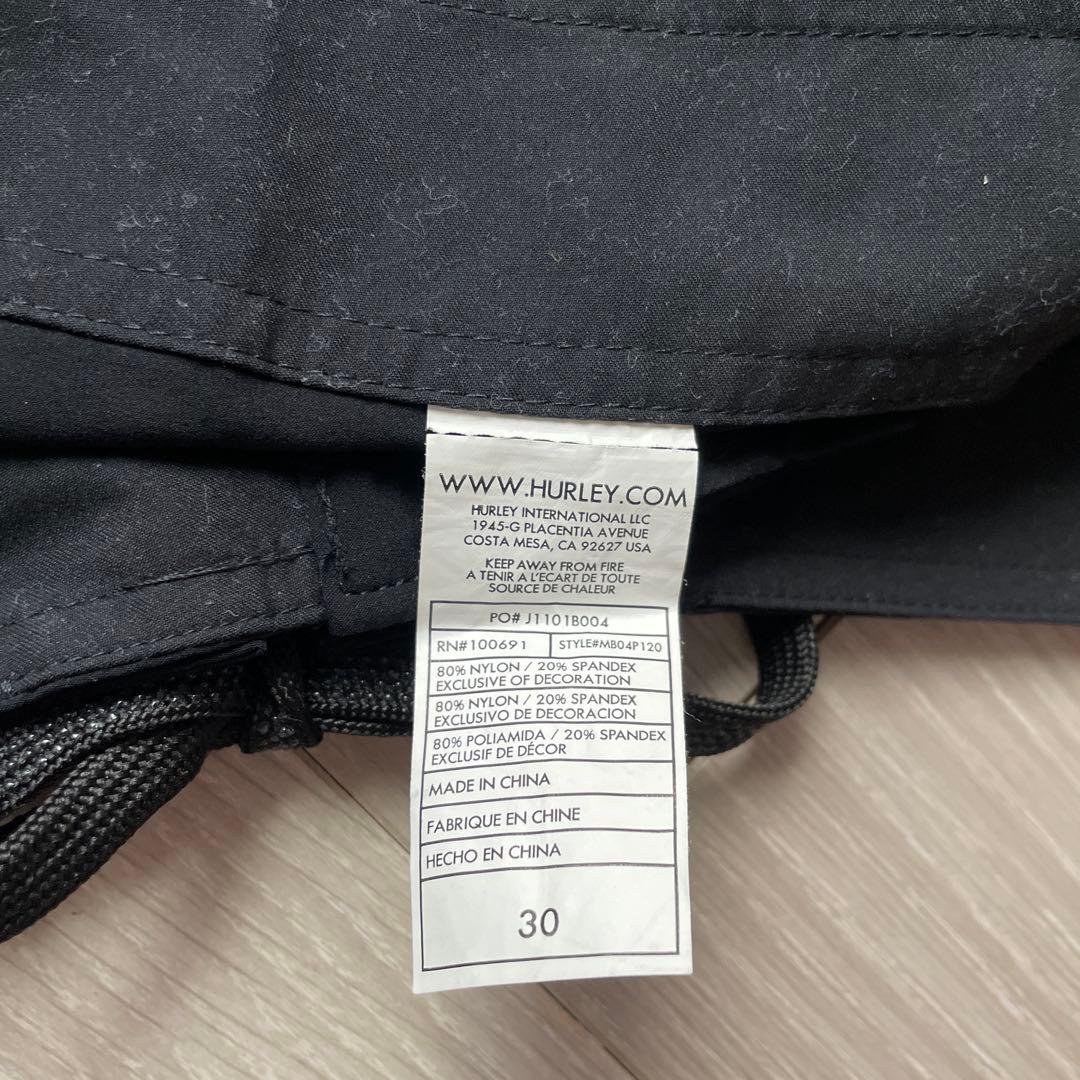 WWW.HURLEY.COM
HURLEY INTERNATIONAL LLC
1945-G PLACENTIA AVENUE
COSTA MESA, CA 92627 USA
KEEP AWAY FROM FIRE
A TENIR A L'ECART DE TOUTE
SOURCE DE CHALEUR
PO# J1101B004
RN#100691 STYLE#MB04P120
80% NYLON / 20% SPANDEX
EXCLUSIVE OF DECORATION
80% NYLON / 20% SPANDEX
EXCLUSIVO DE DECORACION
80% POLIAMIDA / 20% SPANDEX
EXCLUSIF DE DÉCOR
MADE IN CHINA
FABRIQUE EN CHINE
HECHO EN CHINA
30